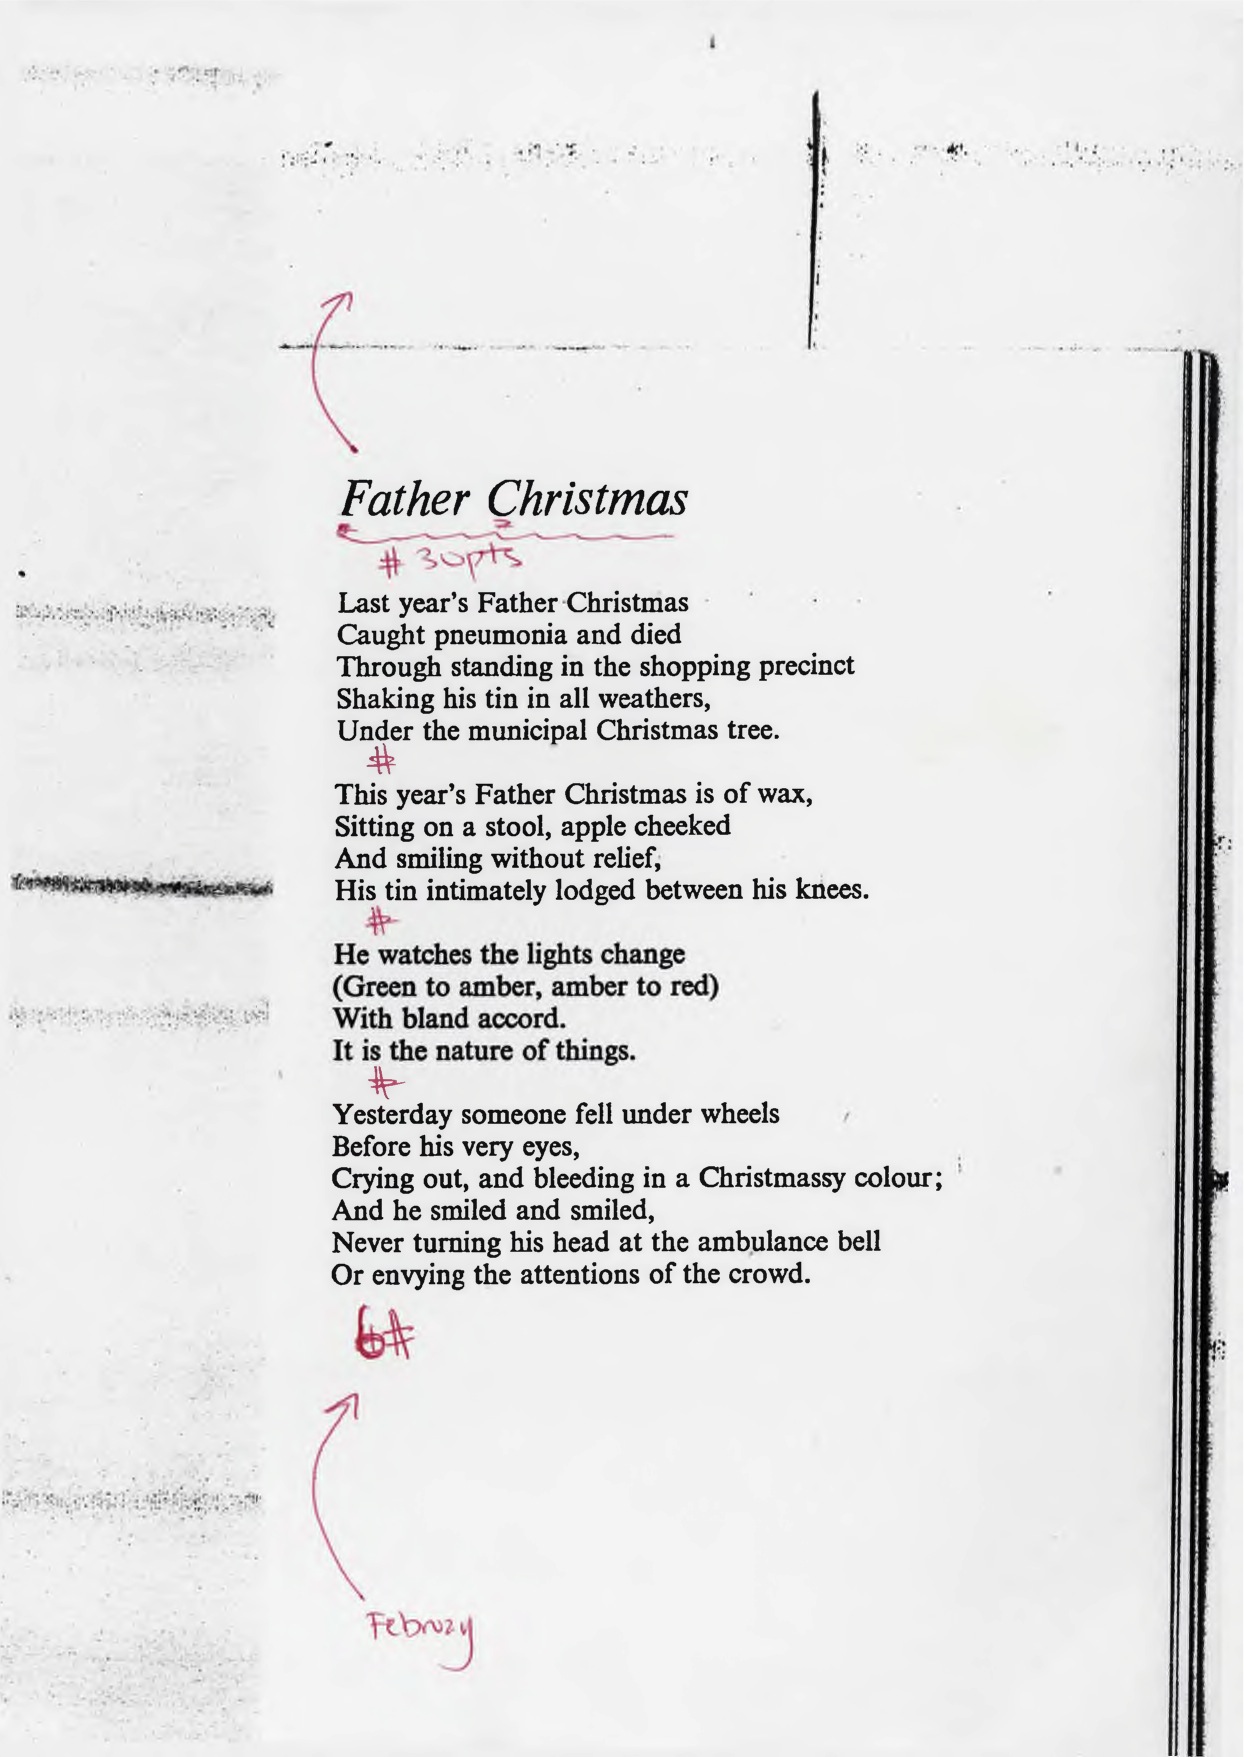 Father Christmas
# 30pts
Last year's Father Christmas
Caught pneumonia and died
Through standing in the shopping precinct
Shaking his tin in all weathers,
Under the municipal Christmas tree.
#
This year's Father Christmas is of wax,
Sitting on a stool, apple cheeked
And smiling without relief,
His tin intimately lodged between his knees.
#
He watches the lights change
(Green to amber, amber to red)
With bland accord.
It is the nature of things.
#
Yesterday someone fell under wheels
Before his very eyes,
Crying out, and bleeding in a Christmassy colour;
And he smiled and smiled,
Never turning his head at the ambulance bell
Or envying the attentions of the crowd.
6#